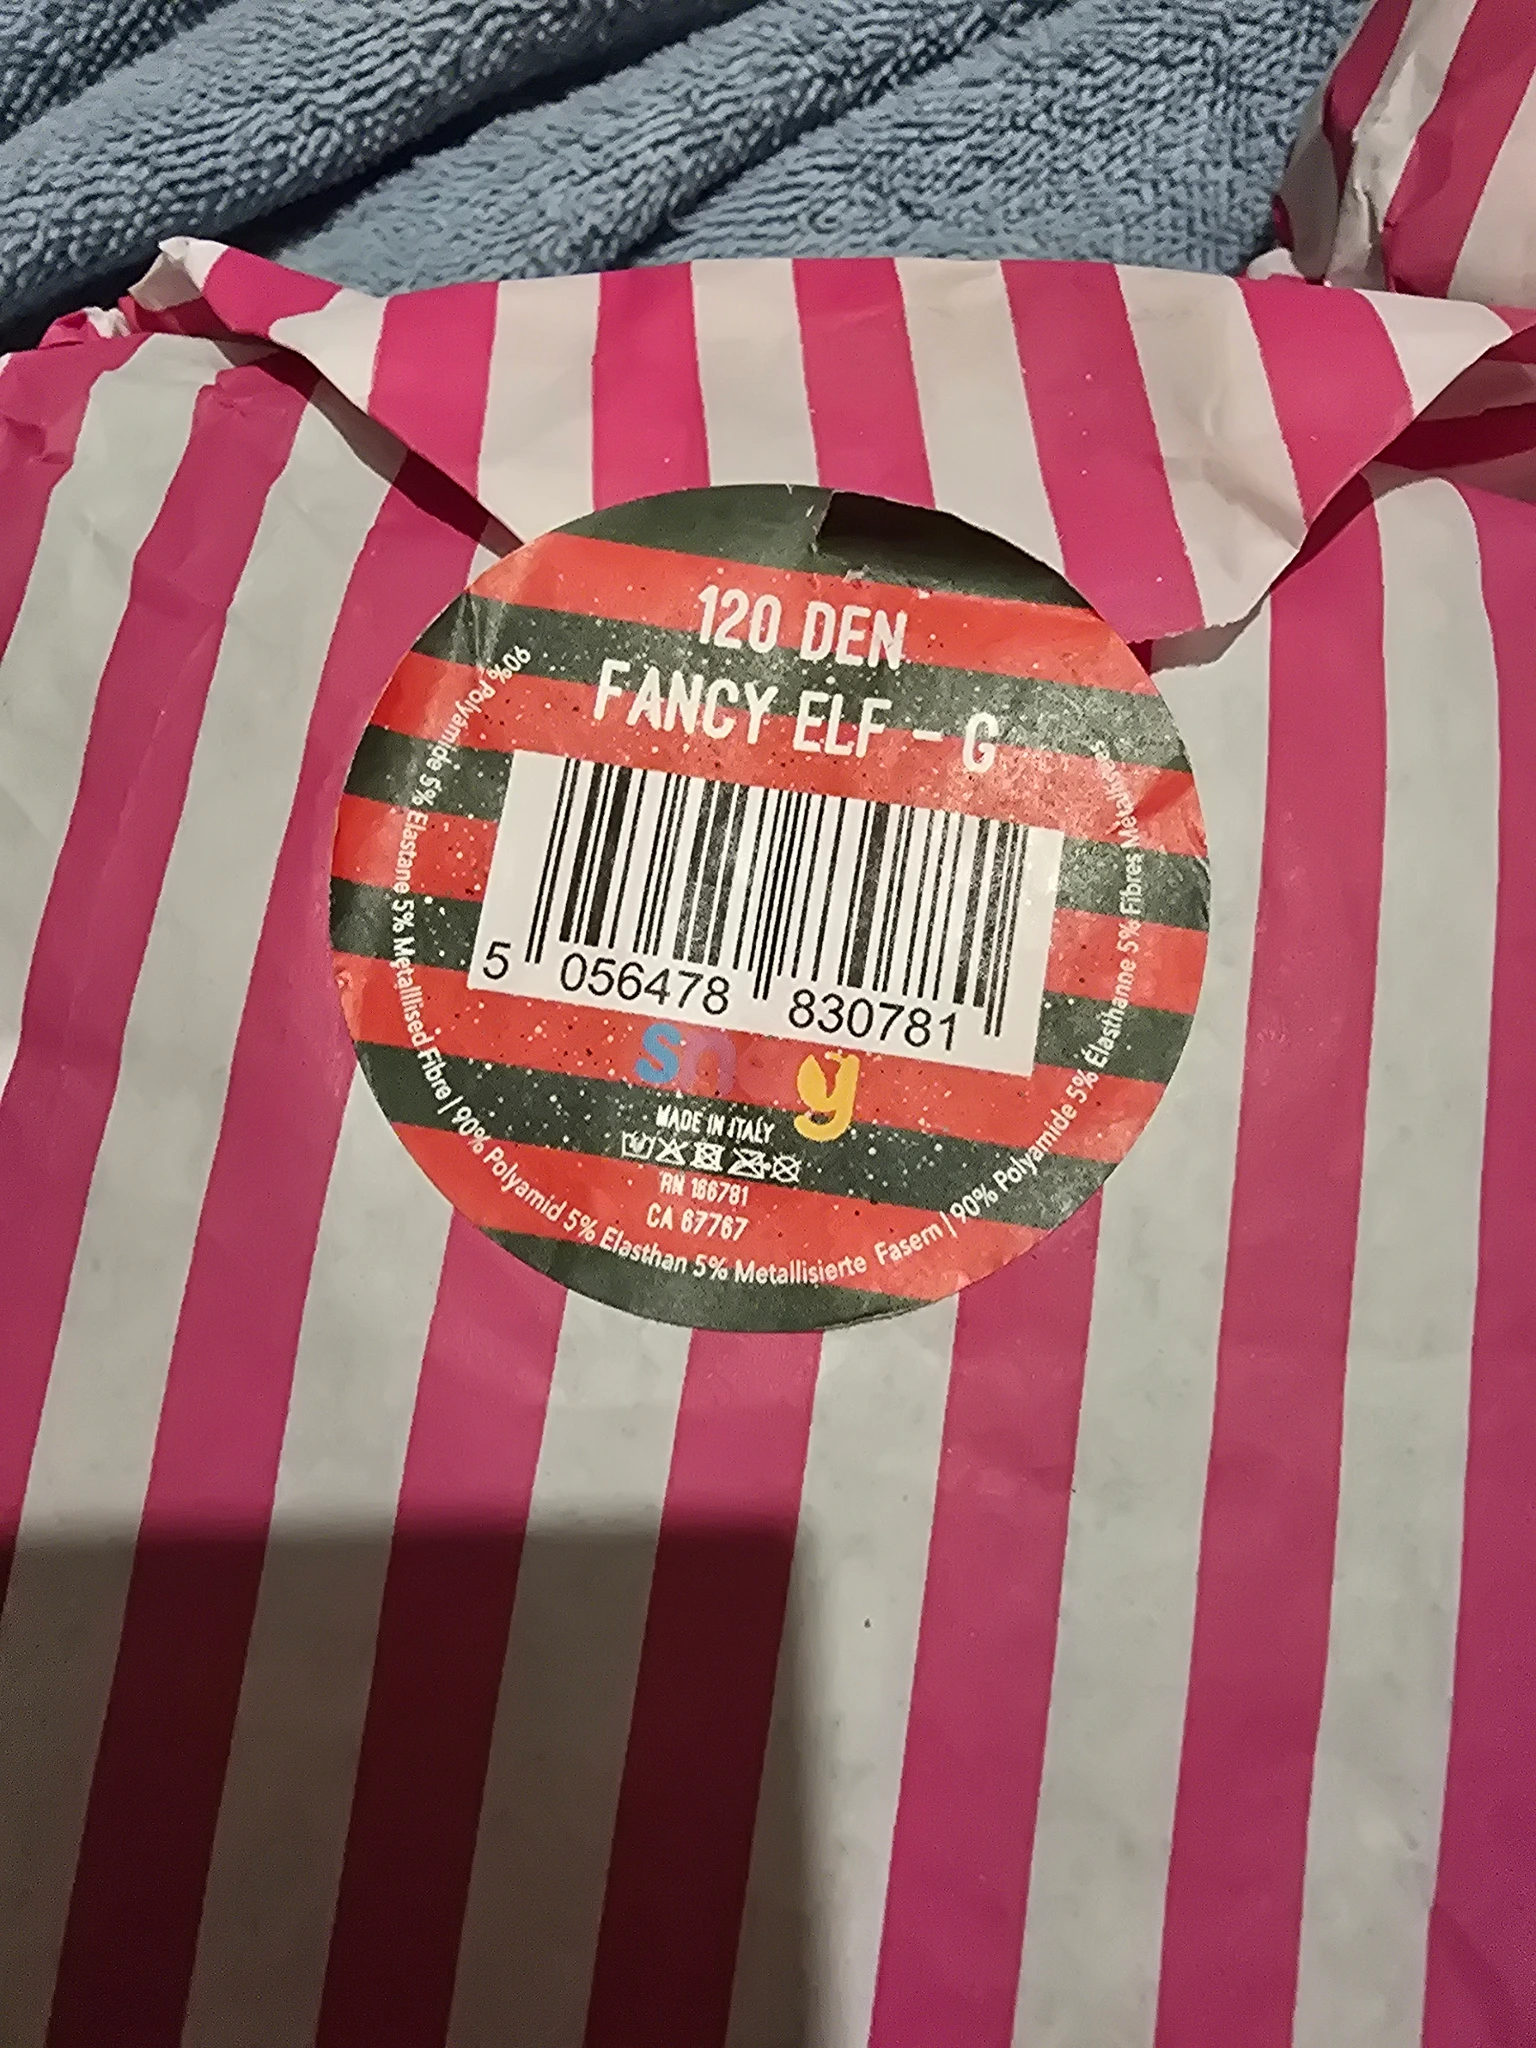 120 DEN
FANCY ELF - G
5 056478 830781
MADE IN ITALY
RN 166781
CA 67767
90% Polyamide 5% Elastane 5% Metallised Fibre | 90% Polyamid 5% Elasthan 5% Metallisierte Fasern | 90% Polyamide 5% Élasthanne 5% Fibres Métallisées